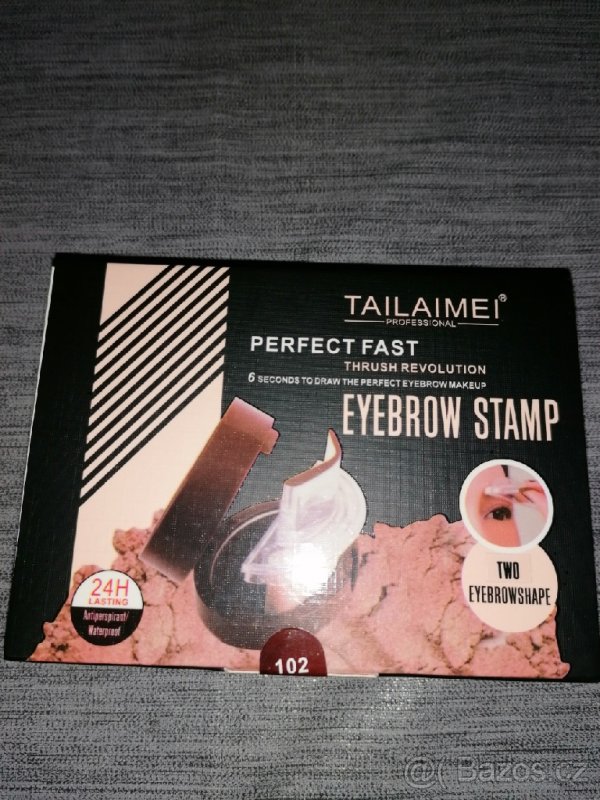 TAILAIMEI®
PROFESSIONAL
PERFECT FAST
THRUSH REVOLUTION
6 SECONDS TO DRAW THE PERFECT EYEBROW MAKEUP
EYEBROW STAMP
TWO
EYEBROWSHAPE
24H
LASTING
Antiperspirant/
Waterproof
102
@ Bazos.cz